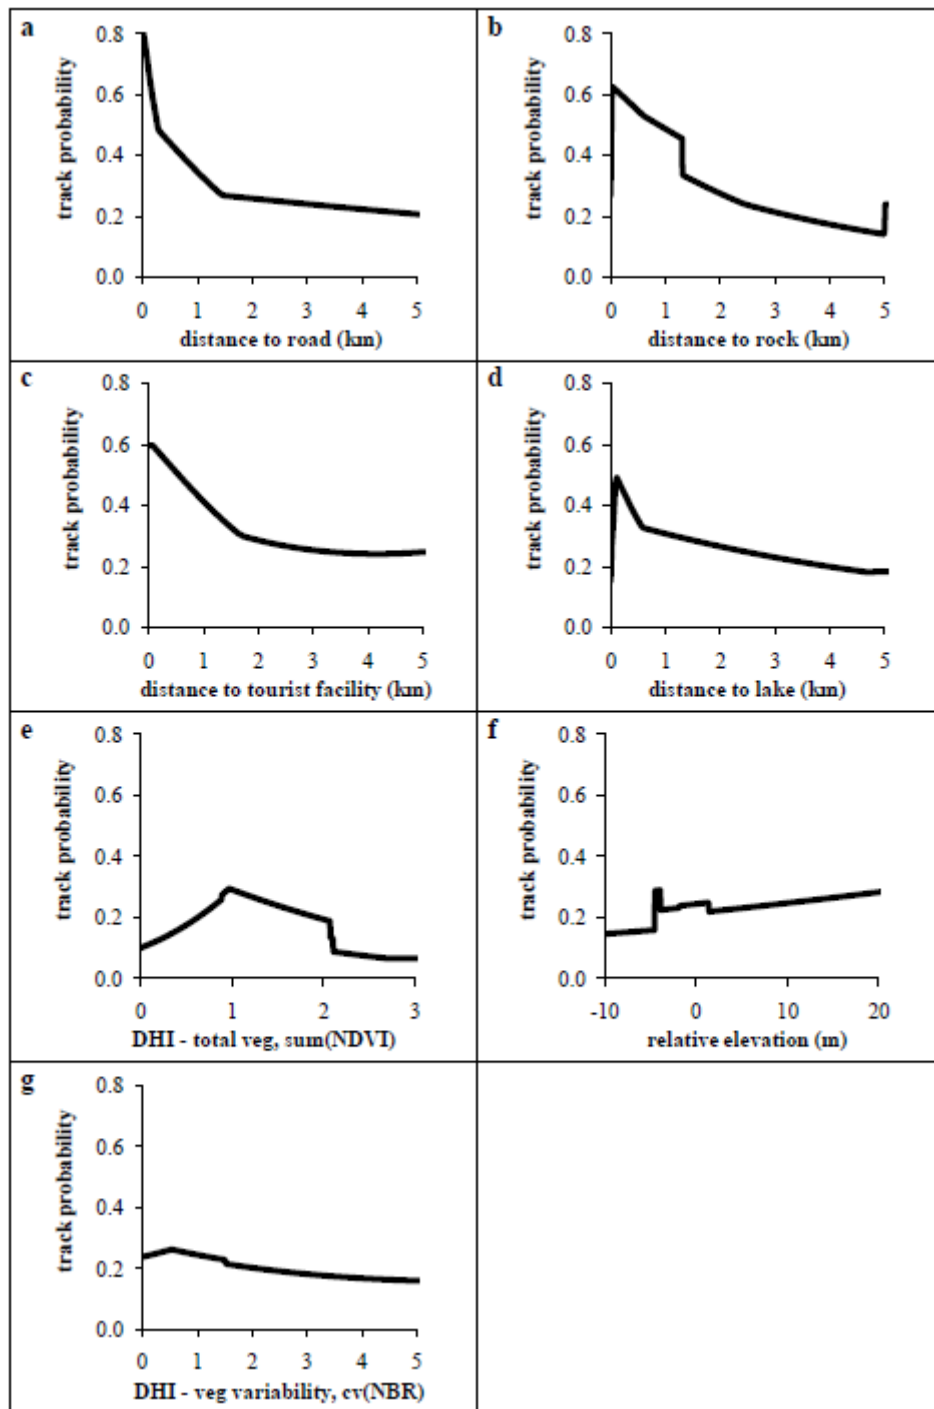 a
track probability
0.8
0.6
0.4
0.2
0.0
0 1 2 3 4 5
distance to road (km)
b
track probability
0.8
0.6
0.4
0.2
0.0
0 1 2 3 4 5
distance to rock (km)
c
track probability
0.8
0.6
0.4
0.2
0.0
0 1 2 3 4 5
distance to tourist facility (km)
d
track probability
0.8
0.6
0.4
0.2
0.0
0 1 2 3 4 5
distance to lake (km)
e
track probability
0.8
0.6
0.4
0.2
0.0
0 1 2 3
DHI - total veg, sum(NDVI)
f
track probability
0.8
0.6
0.4
0.2
0.0
-10 0 10 20
relative elevation (m)
g
track probability
0.8
0.6
0.4
0.2
0.0
0 1 2 3 4 5
DHI - veg variability, cv(NBR)